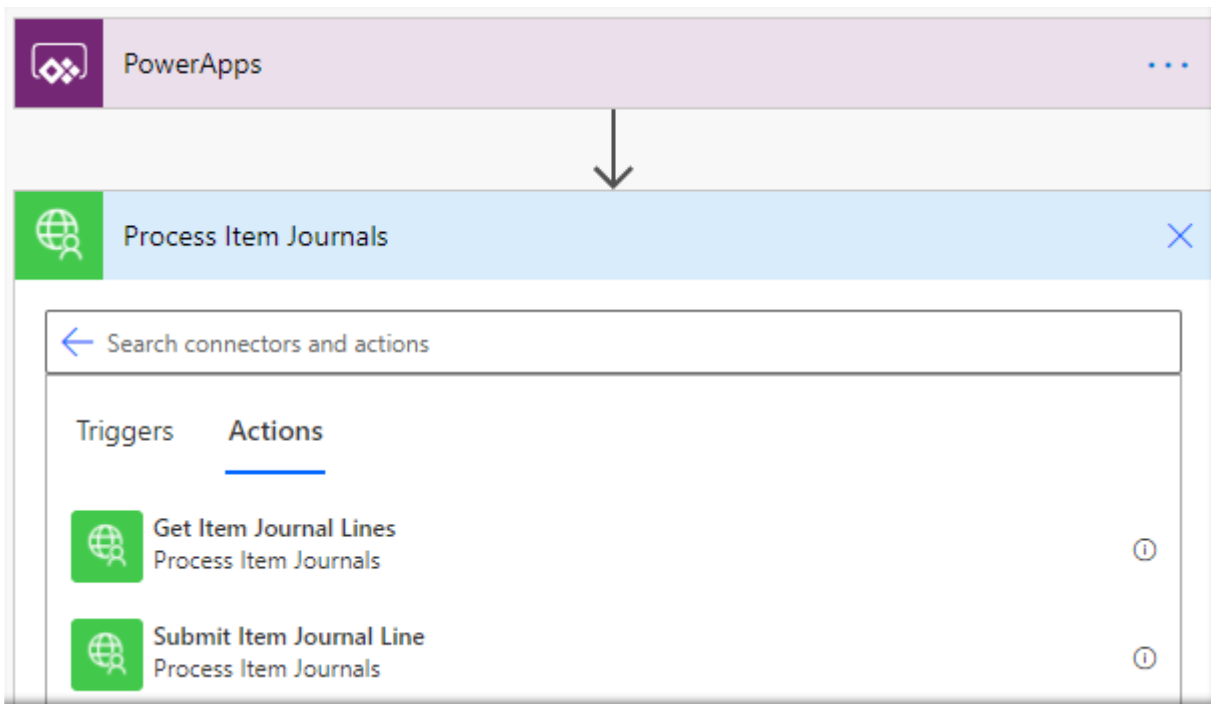 PowerApps
Process Item Journals
Search connectors and actions
Triggers Actions
Get Item Journal Lines
Process Item Journals
Submit Item Journal Line
Process Item Journals